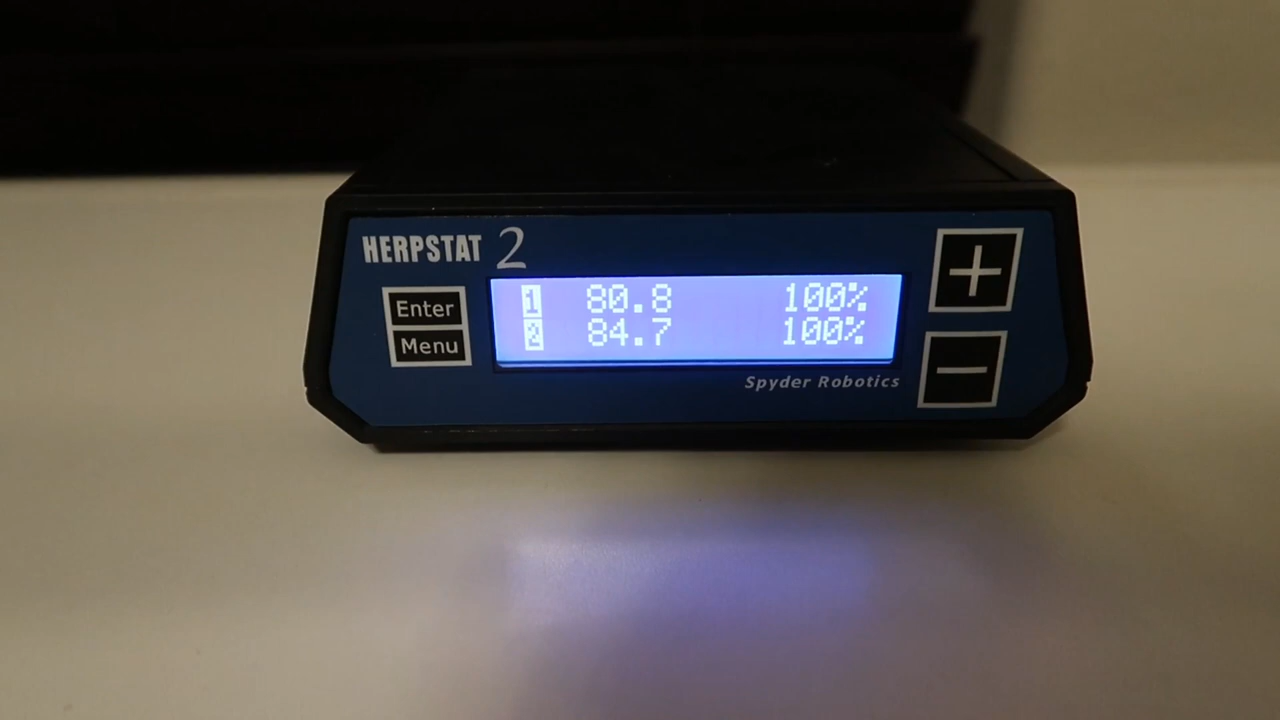 HERPSTAT 2
Enter
Menu
1 80.8 100%
2 84.7 100%
Spyder Robotics
+
-